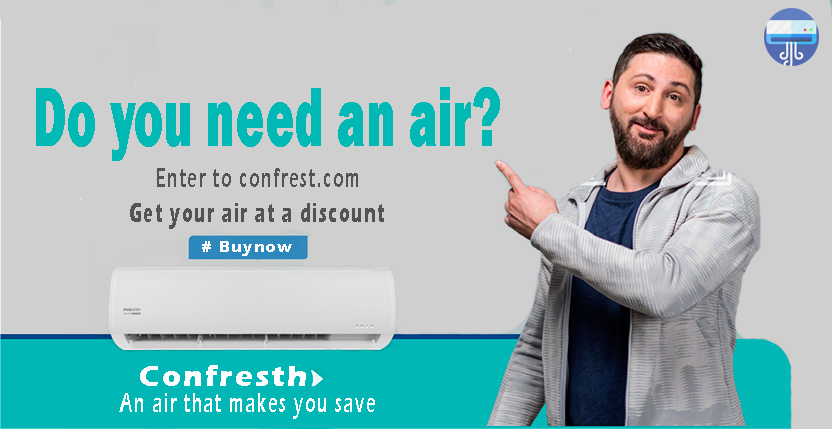 Do you need an air?
Enter to confrest.com
Get your air at a discount
# Buynow
Confresth
An air that makes you save